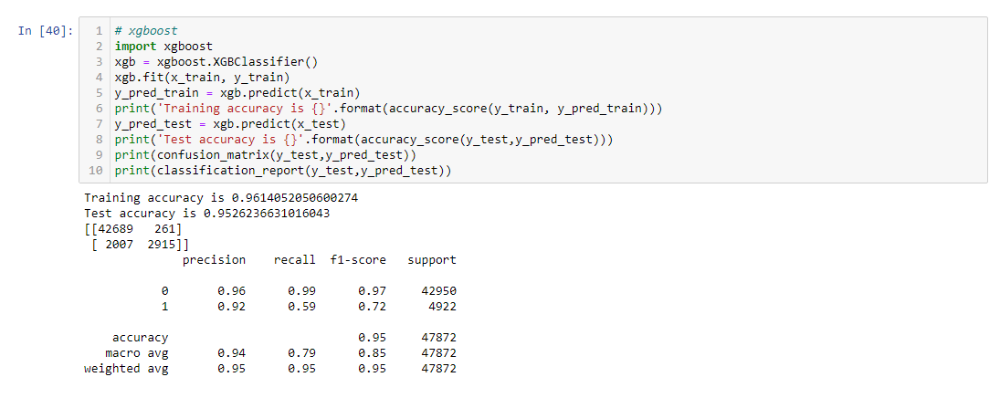 In [40]:
1 # xgboost
2 import xgboost
3 xgb = xgboost.XGBClassifier()
4 xgb.fit(x_train, y_train)
5 y_pred_train = xgb.predict(x_train)
6 print('Training accuracy is {}'.format(accuracy_score(y_train, y_pred_train)))
7 y_pred_test = xgb.predict(x_test)
8 print('Test accuracy is {}'.format(accuracy_score(y_test,y_pred_test)))
9 print(confusion_matrix(y_test,y_pred_test))
10 print(classification_report(y_test,y_pred_test))
Training accuracy is 0.9614052050600274
Test accuracy is 0.9526236631016043
[[42689   261]
 [ 2007  2915]]
              precision    recall  f1-score   support
           0       0.96      0.99      0.97     42950
           1       0.92      0.59      0.72      4922
    accuracy                           0.95     47872
   macro avg       0.94      0.79      0.85     47872
weighted avg       0.95      0.95      0.95     47872